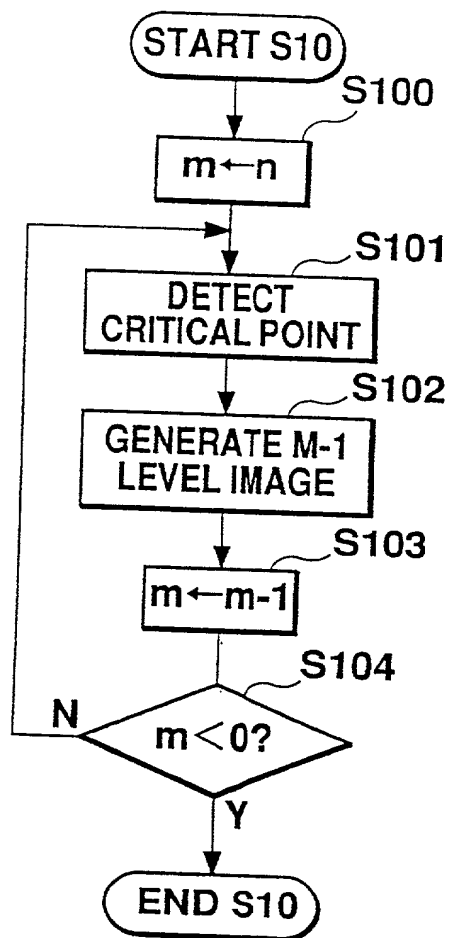 START S10
S100
m←n
S101
DETECT
CRITICAL POINT
S102
GENERATE M-1
LEVEL IMAGE
S103
m←m-1
S104
N
m<0?
Y
END S10